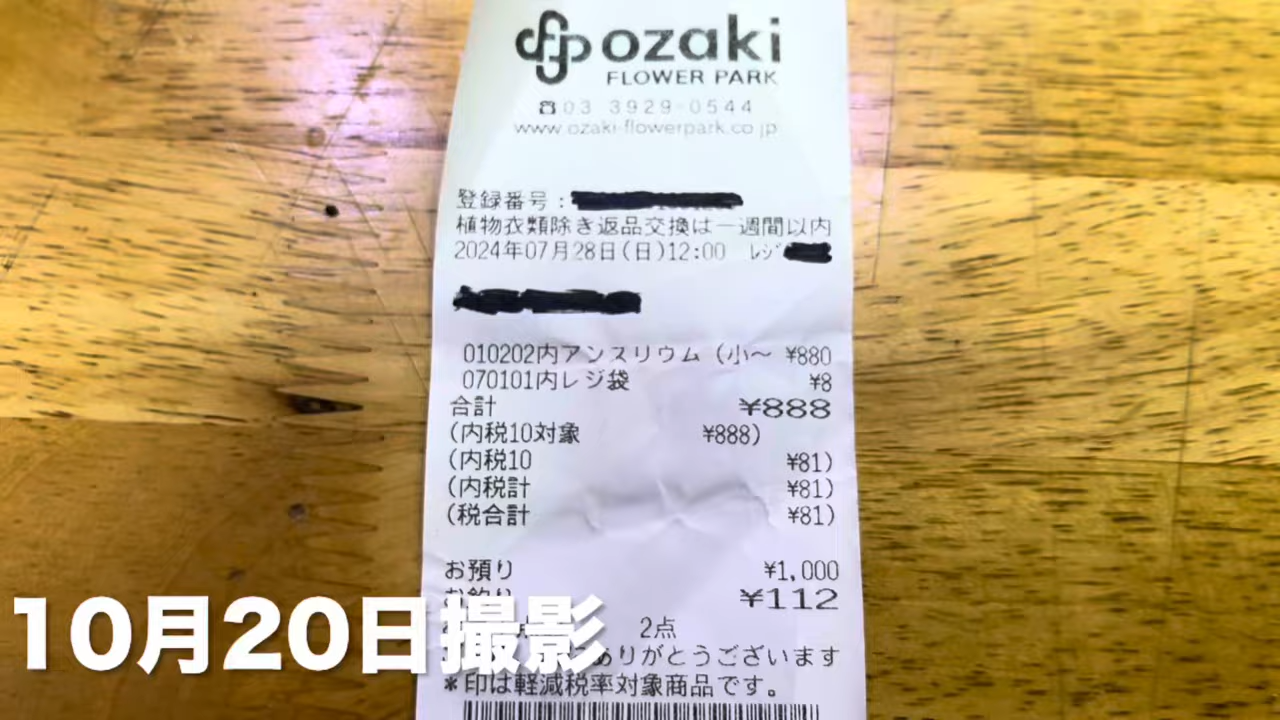 ozaki
FLOWER PARK
☎03 3929-0544
www.ozaki-flowerpark.co.jp
登録番号:
植物衣類除き返品交換は一週間以内
2024年07月28日(日)12:00 レジ
010202内アンスリウム(小〜 ¥880
070101内レジ袋 ¥8
合計 ¥888
(内税10対象 ¥888)
(内税10 ¥81)
(内税計 ¥81)
(税合計 ¥81)
お預り ¥1,000
お釣り ¥112
2点
ありがとうございます
*印は軽減税率対象商品です。
10月20日撮影